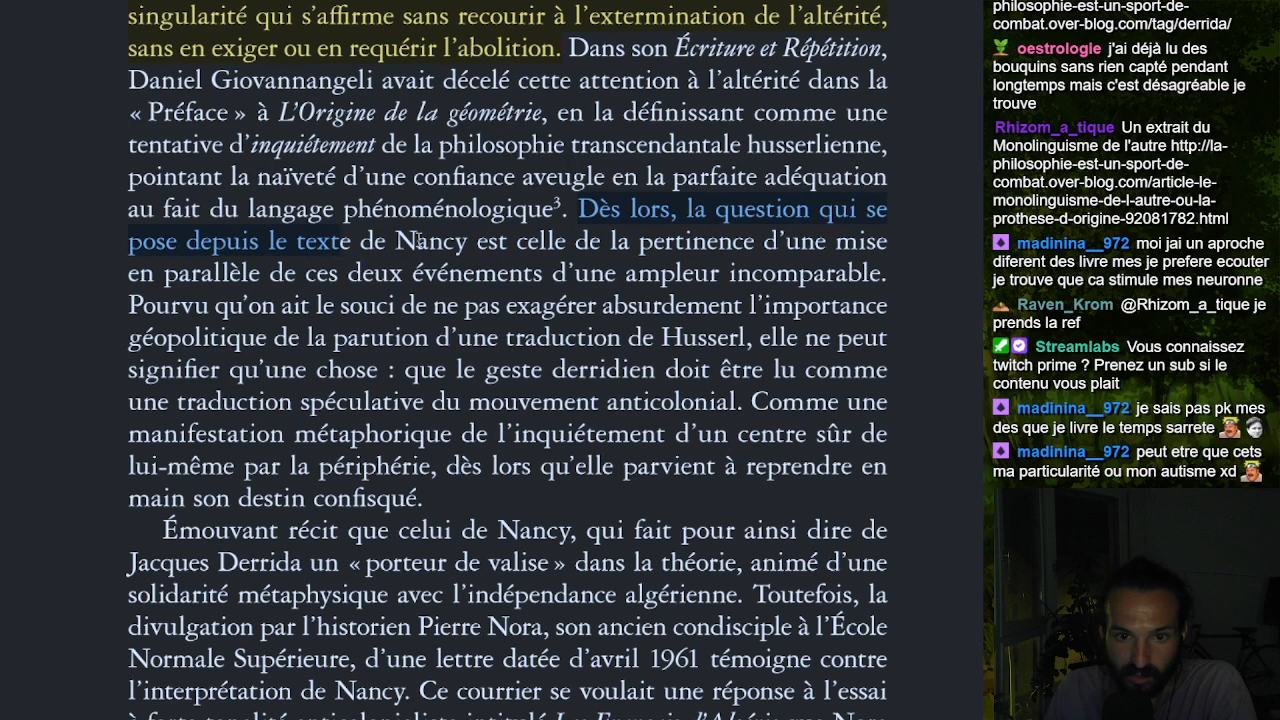 singularité qui s'affirme sans recourir à l'extermination de l'altérité,
sans en exiger ou en requérir l'abolition. Dans son Écriture et Répétition,
Daniel Giovannangeli avait décelé cette attention à l'altérité dans la
« Préface » à L'Origine de la géométrie, en la définissant comme une
tentative d'inquiétement de la philosophie transcendantale husserlienne,
pointant la naïveté d'une confiance aveugle en la parfaite adéquation
au fait du langage phénoménologique³. Dès lors, la question qui se
pose depuis le texte de Nancy est celle de la pertinence d'une mise
en parallèle de ces deux événements d'une ampleur incomparable.
Pourvu qu'on ait le souci de ne pas exagérer absurdement l'importance
géopolitique de la parution d'une traduction de Husserl, elle ne peut
signifier qu'une chose : que le geste derridien doit être lu comme
une traduction spéculative du mouvement anticolonial. Comme une
manifestation métaphorique de l'inquiétement d'un centre sûr de
lui-même par la périphérie, dès lors qu'elle parvient à reprendre en
main son destin confisqué.
Émouvant récit que celui de Nancy, qui fait pour ainsi dire de
Jacques Derrida un « porteur de valise » dans la théorie, animé d'une
solidarité métaphysique avec l'indépendance algérienne. Toutefois, la
divulgation par l'historien Pierre Nora, son ancien condisciple à l'École
Normale Supérieure, d'une lettre datée d'avril 1961 témoigne contre
l'interprétation de Nancy. Ce courrier se voulait une réponse à l'essai
philosophie-est-un-sport-de-
combat.over-blog.com/tag/derrida/
oestrologie j'ai déjà lu des
bouquins sans rien capté pendant
longtemps mais c'est désagréable je
trouve
Rhizom_a_tique Un extrait du
Monolinguisme de l'autre http://la-
philosophie-est-un-sport-de-
combat.over-blog.com/article-le-
monolinguisme-de-l-autre-ou-la-
prothese-d-origine-92081782.html
madinina__972 moi jai un aproche
diferent des livre mes je prefere ecouter
je trouve que ca stimule mes neuronne
Raven_Krom @Rhizom_a_tique je
prends la ref
Streamlabs Vous connaissez
twitch prime ? Prenez un sub si le
contenu vous plait
madinina__972 je sais pas pk mes
des que je livre le temps sarrete
madinina__972 peut etre que cets
ma particularité ou mon autisme xd